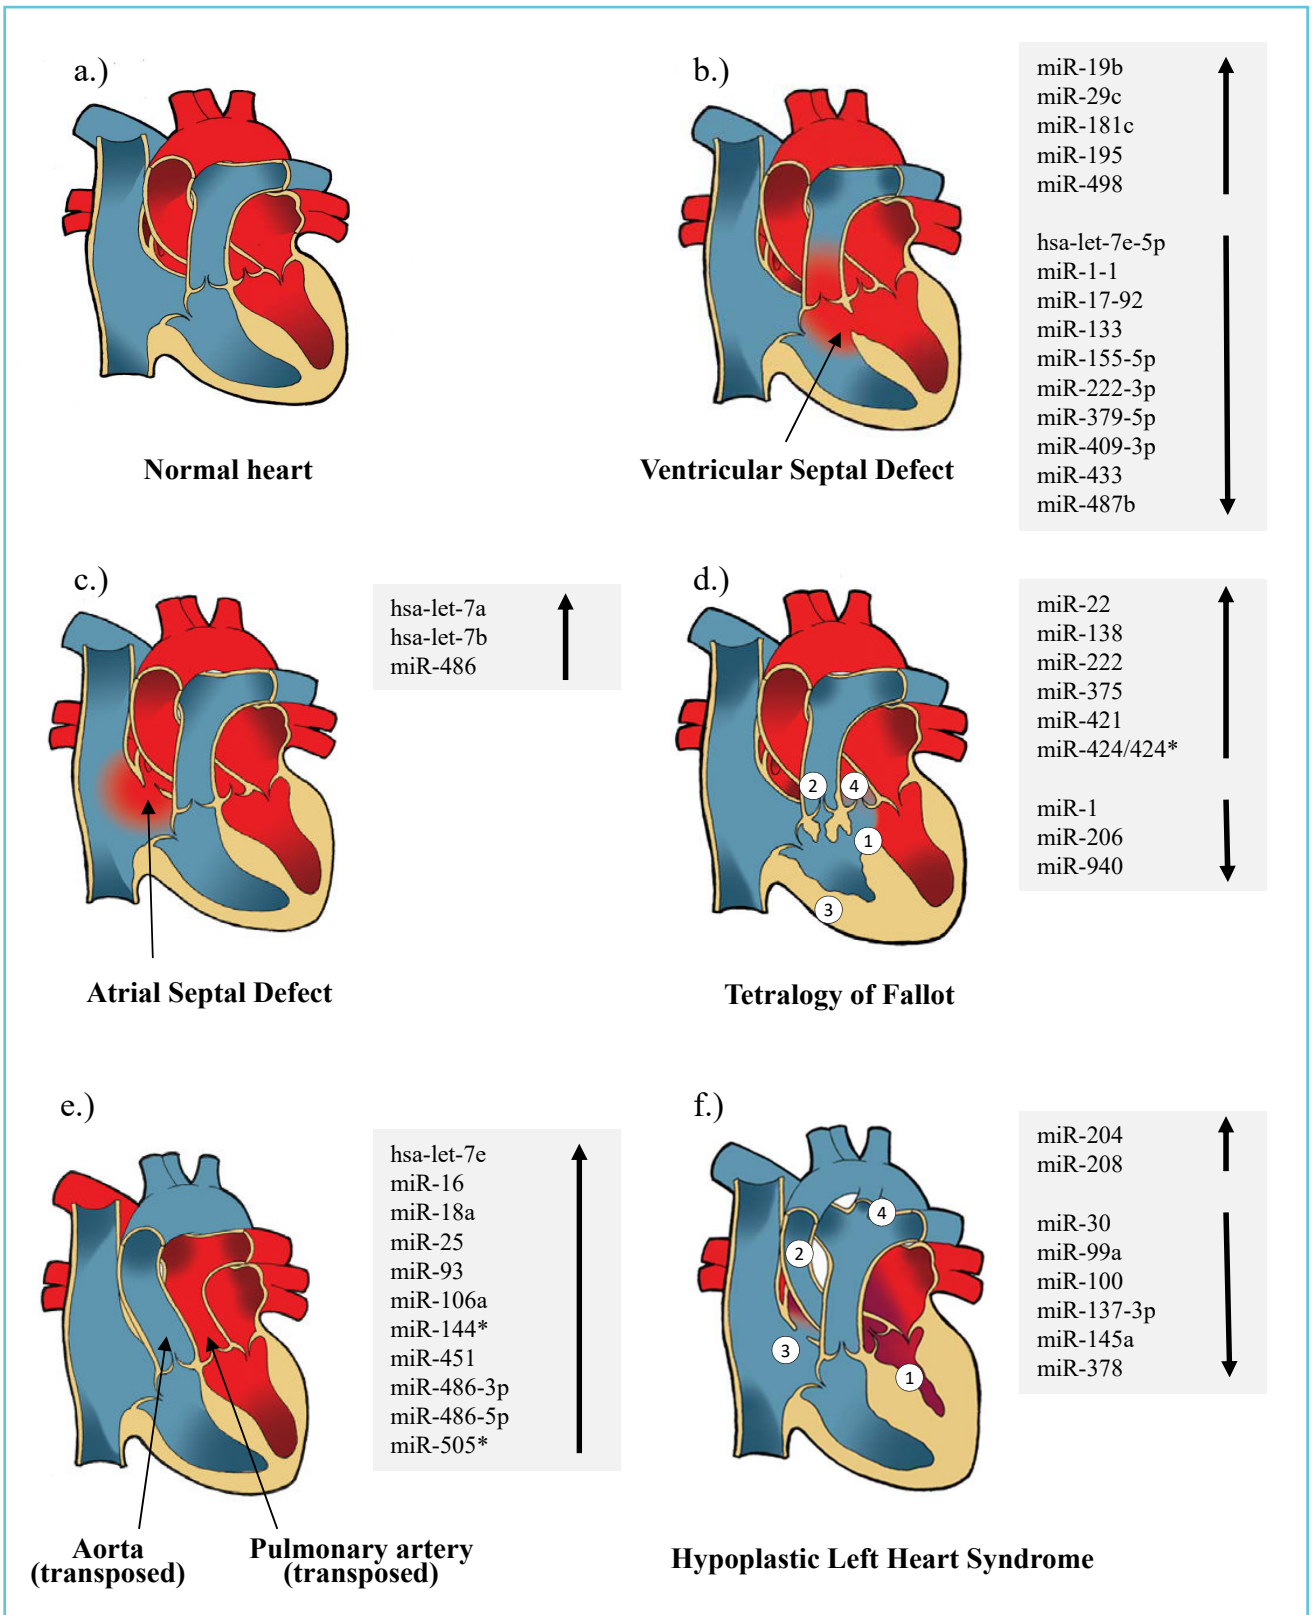 a.)
Normal heart
b.)
Ventricular Septal Defect
miR-19b
miR-29c
miR-181c
miR-195
miR-498
hsa-let-7e-5p
miR-1-1
miR-17-92
miR-133
miR-155-5p
miR-222-3p
miR-379-5p
miR-409-3p
miR-433
miR-487b
c.)
Atrial Septal Defect
hsa-let-7a
hsa-let-7b
miR-486
d.)
2
4
1
3
Tetralogy of Fallot
miR-22
miR-138
miR-222
miR-375
miR-421
miR-424/424*
miR-1
miR-206
miR-940
e.)
Aorta
(transposed)
Pulmonary artery
(transposed)
hsa-let-7e
miR-16
miR-18a
miR-25
miR-93
miR-106a
miR-144*
miR-451
miR-486-3p
miR-486-5p
miR-505*
f.)
4
2
3
1
Hypoplastic Left Heart Syndrome
miR-204
miR-208
miR-30
miR-99a
miR-100
miR-137-3p
miR-145a
miR-378